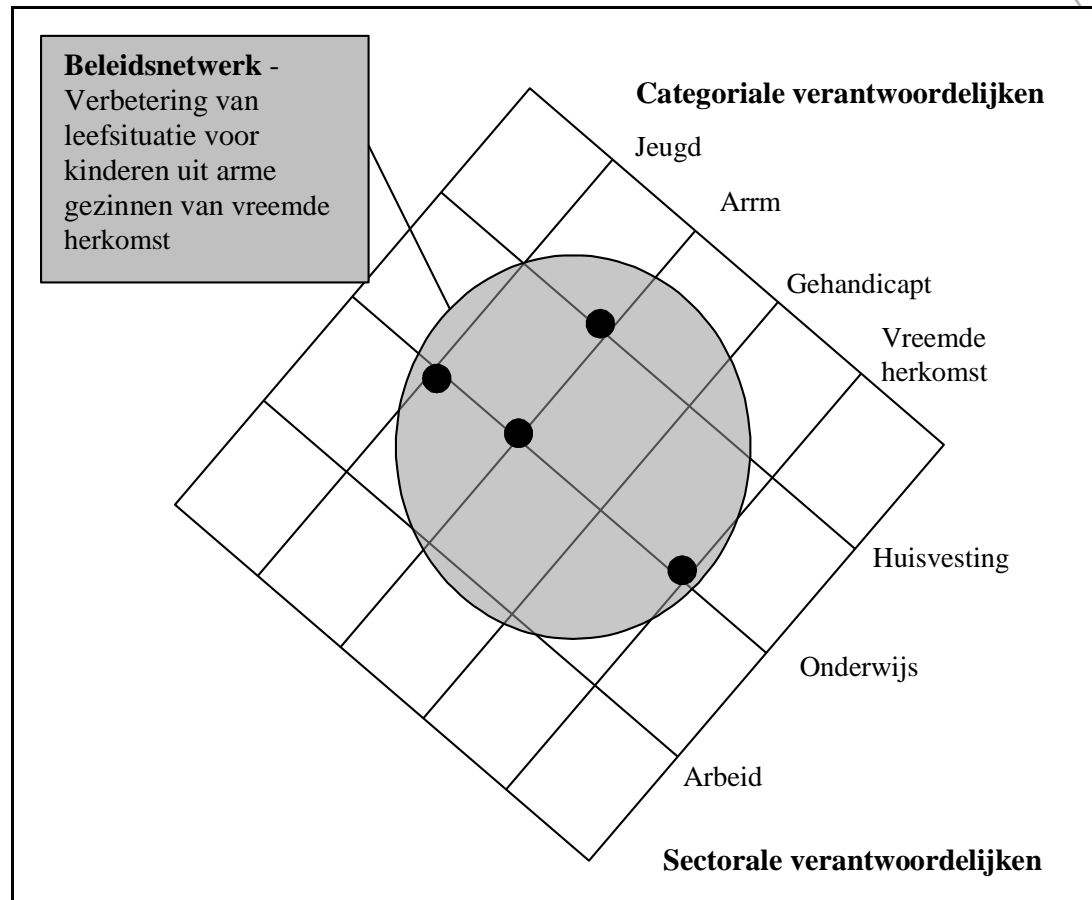 Beleidsnetwerk -
Verbetering van
leefsituatie voor
kinderen uit arme
gezinnen van vreemde
herkomst
Categoriale verantwoordelijken
Jeugd
Arrm
Gehandicapt
Vreemde
herkomst
Huisvesting
Onderwijs
Arbeid
Sectorale verantwoordelijken